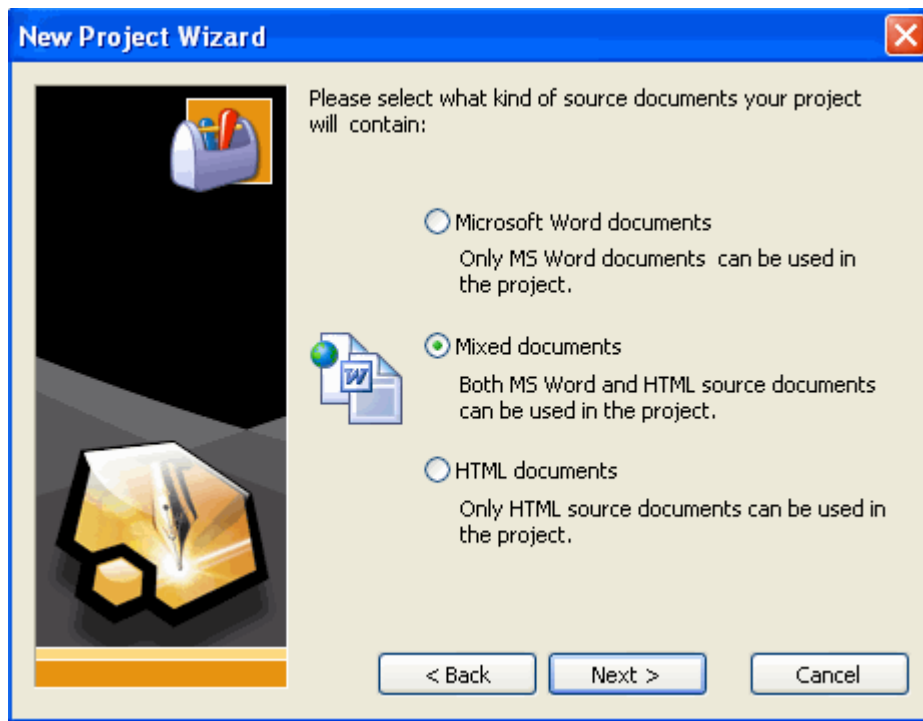 New Project Wizard
Please select what kind of source documents your project
will contain:
Microsoft Word documents
Only MS Word documents can be used in
the project.
Mixed documents
W
Both MS Word and HTML source documents
can be used in the project.
HTML documents
Only HTML source documents can be used in
the project.
< Back
Next >
Cancel